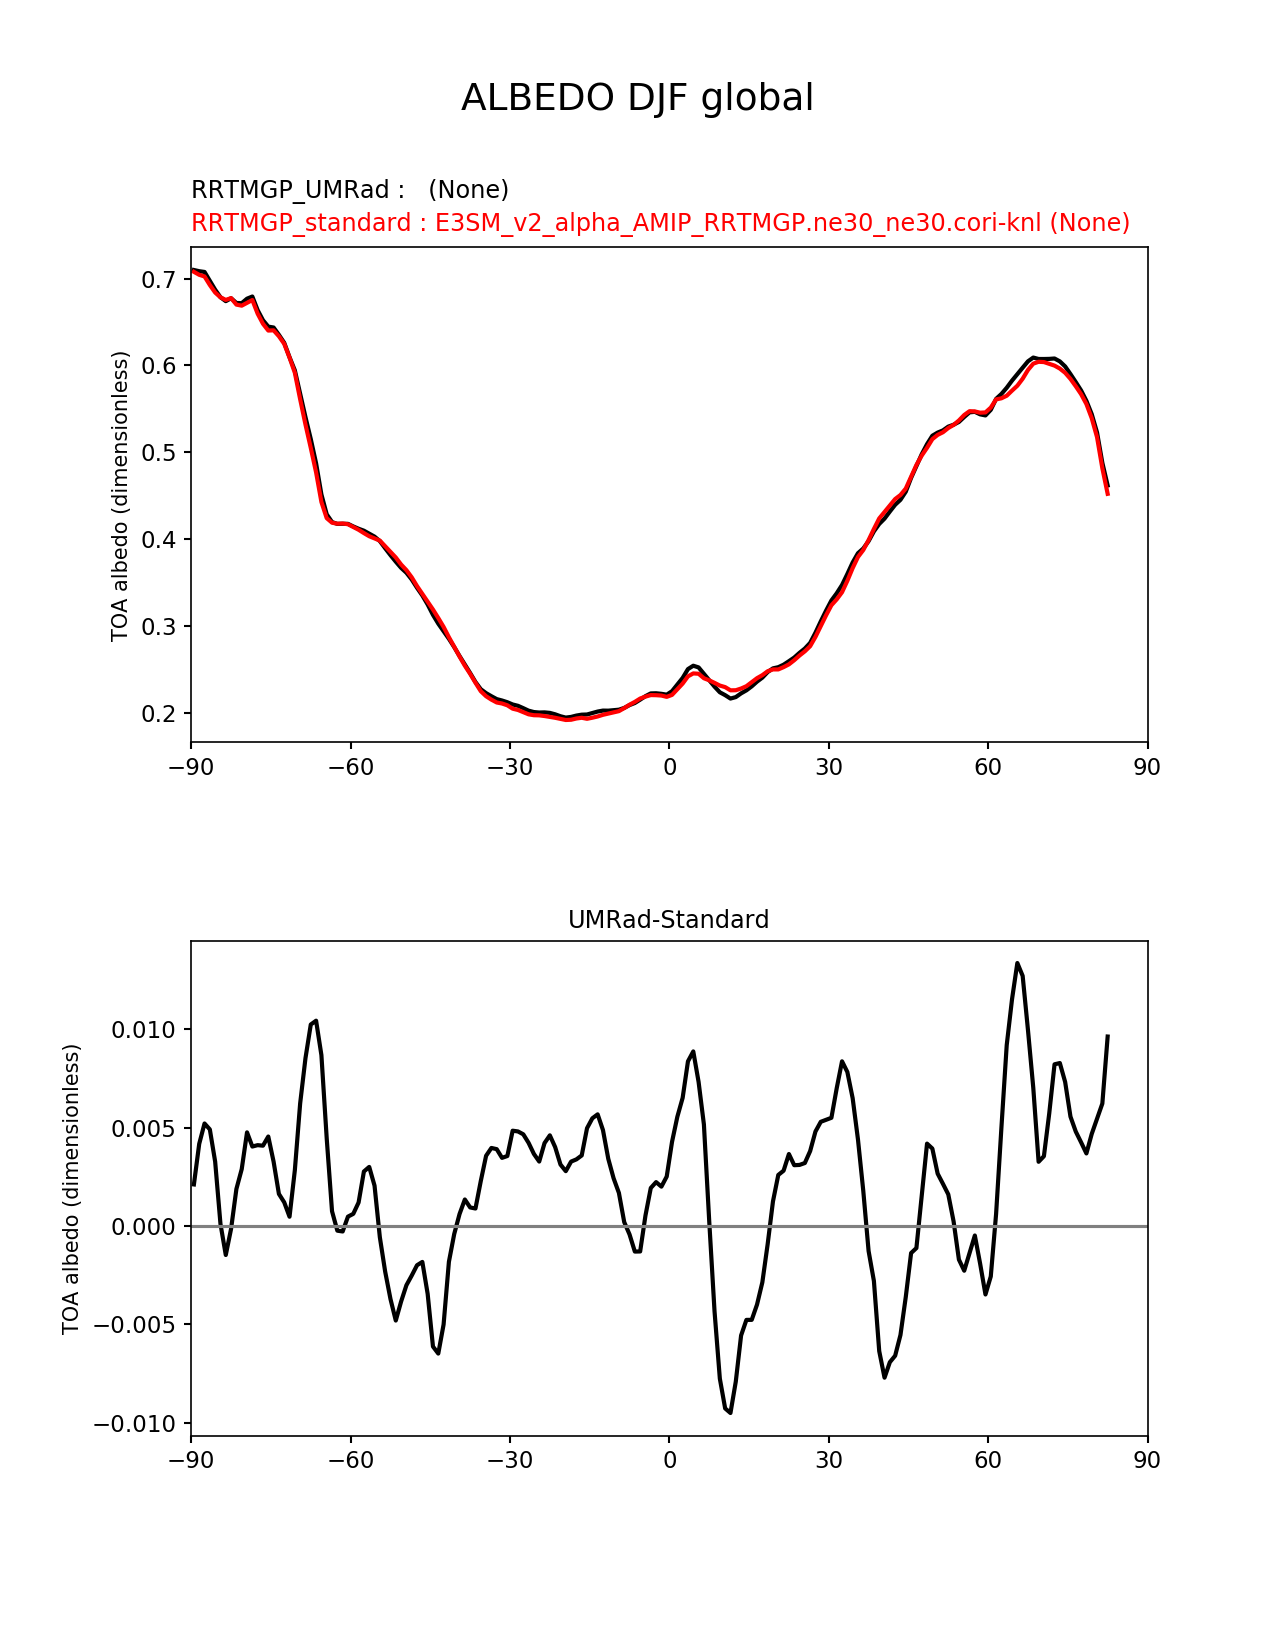 ALBEDO DJF global
RRTMGP_UMRad :   (None)
RRTMGP_standard : E3SM_v2_alpha_AMIP_RRTMGP.ne30_ne30.cori-knl (None)
TOA albedo (dimensionless)
0.7
0.6
0.5
0.4
0.3
0.2
−90 −60 −30 0 30 60 90
UMRad-Standard
TOA albedo (dimensionless)
0.010
0.005
0.000
−0.005
−0.010
−90 −60 −30 0 30 60 90